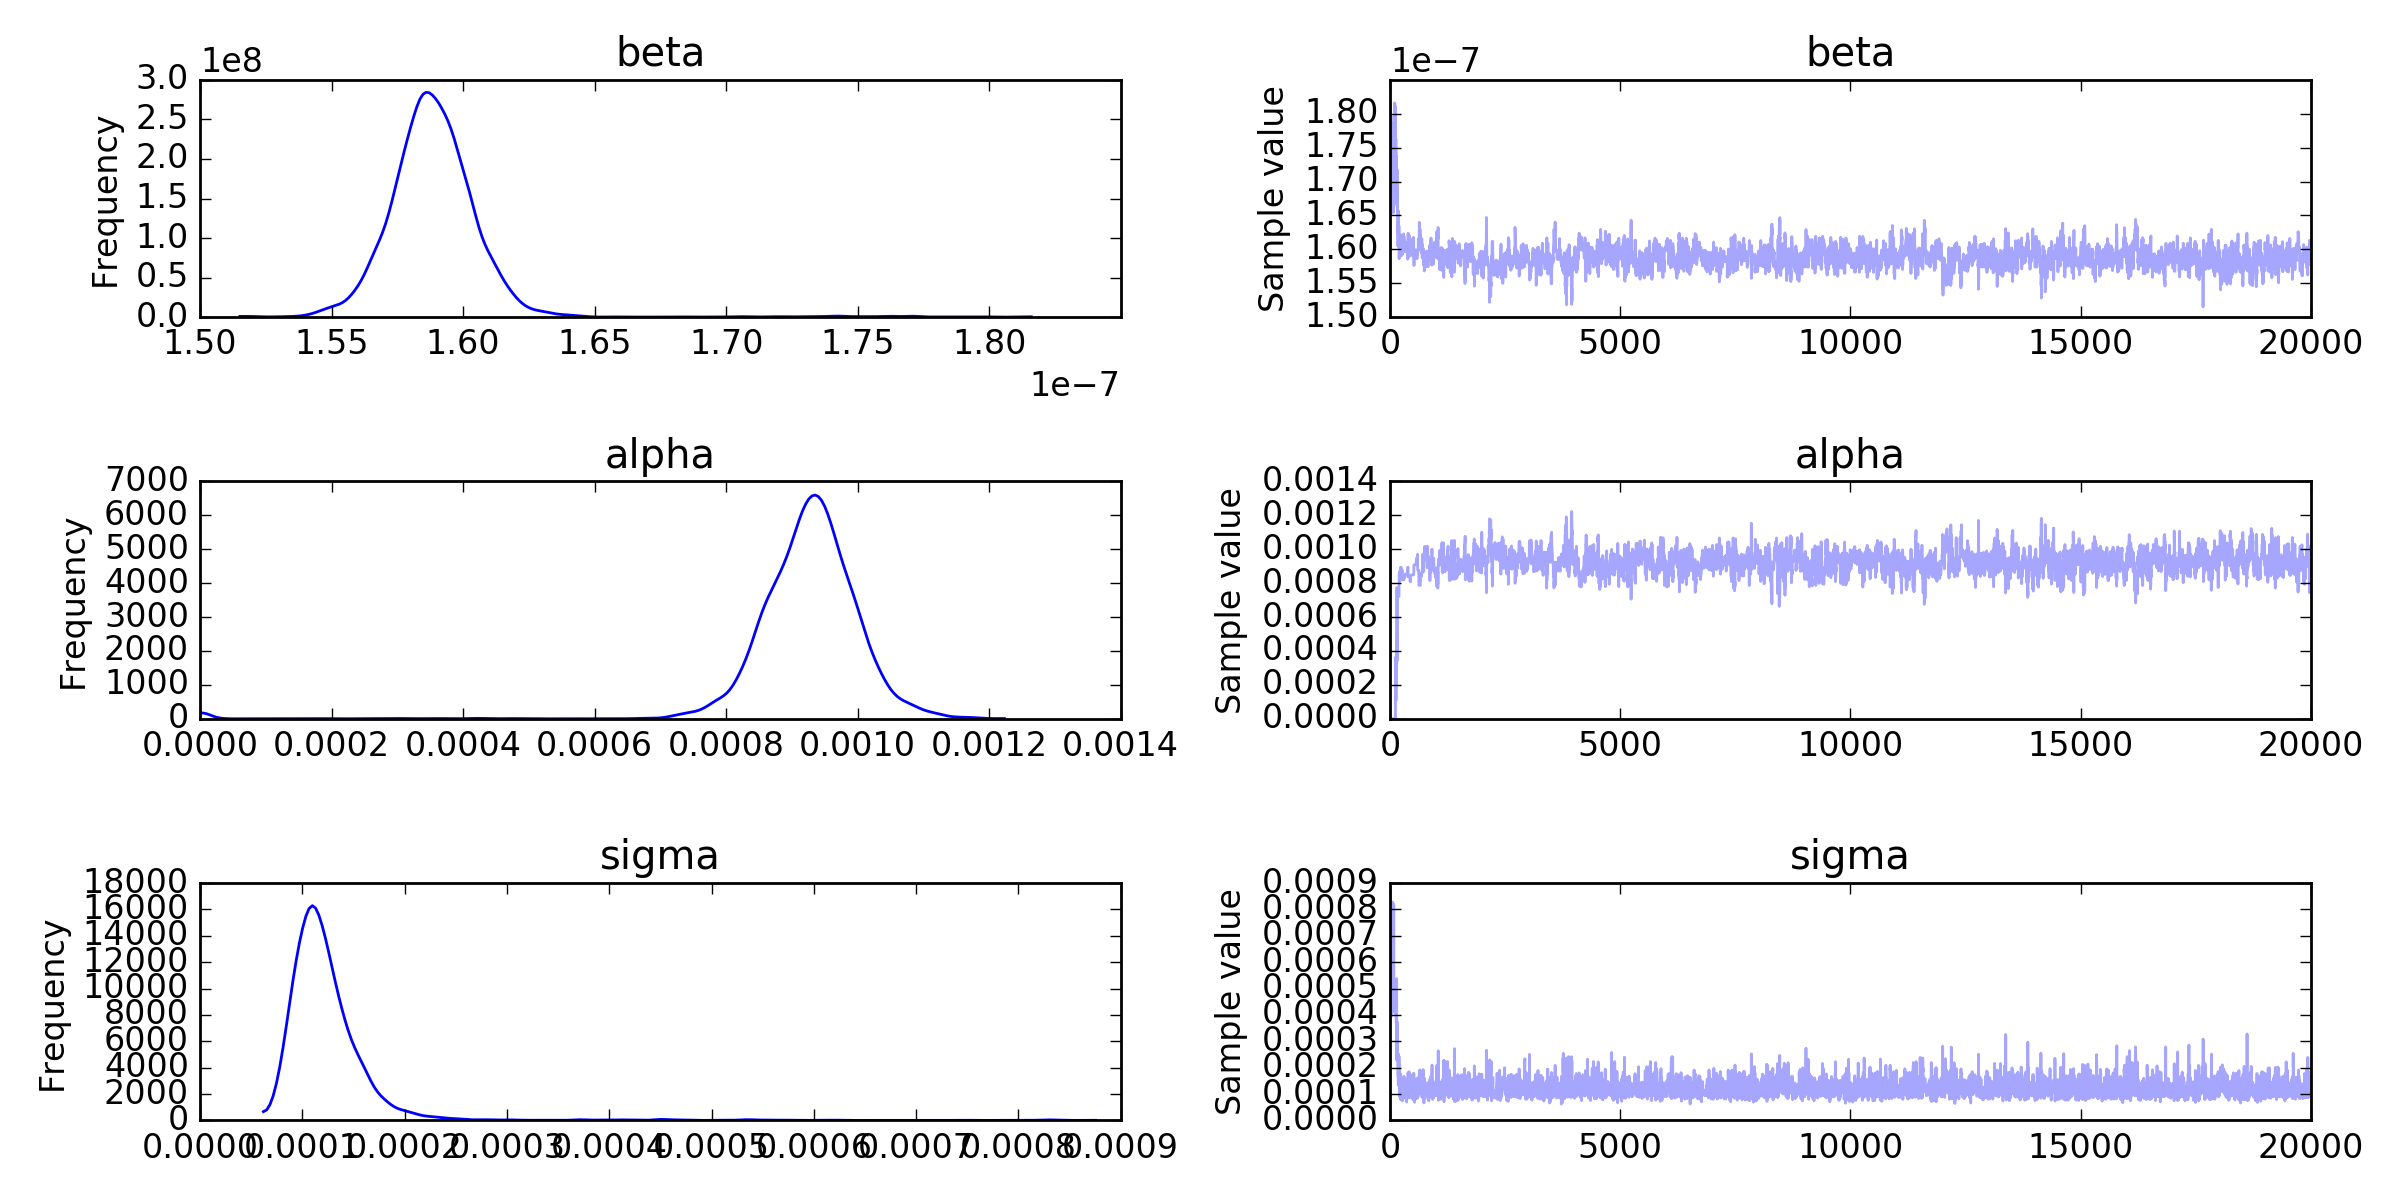 beta
1e8
3.0
2.5
2.0
1.5
1.0
0.5
0.0
Frequency
1.50 1.55 1.60 1.65 1.70 1.75 1.80
1e−7
beta
1e−7
1.80
1.75
1.70
1.65
1.60
1.55
1.50
Sample value
0 5000 10000 15000 20000
alpha
7000
6000
5000
4000
3000
2000
1000
0
Frequency
0.0000 0.0002 0.0004 0.0006 0.0008 0.0010 0.0012 0.0014
alpha
0.0014
0.0012
0.0010
0.0008
0.0006
0.0004
0.0002
0.0000
Sample value
0 5000 10000 15000 20000
sigma
18000
16000
14000
12000
10000
8000
6000
4000
2000
0
Frequency
0.0000 0.0001 0.0002 0.0003 0.0004 0.0005 0.0006 0.0007 0.0008 0.0009
sigma
0.0009
0.0008
0.0007
0.0006
0.0005
0.0004
0.0003
0.0002
0.0001
0.0000
Sample value
0 5000 10000 15000 20000